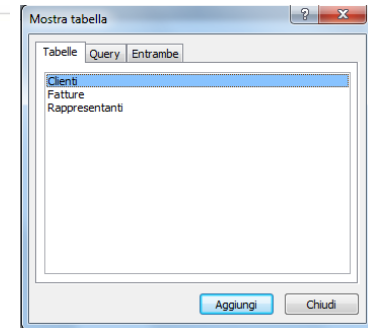 Mostra tabella
Tabelle Query Entrambe
Clienti
Fatture
Rappresentanti
Aggiungi Chiudi